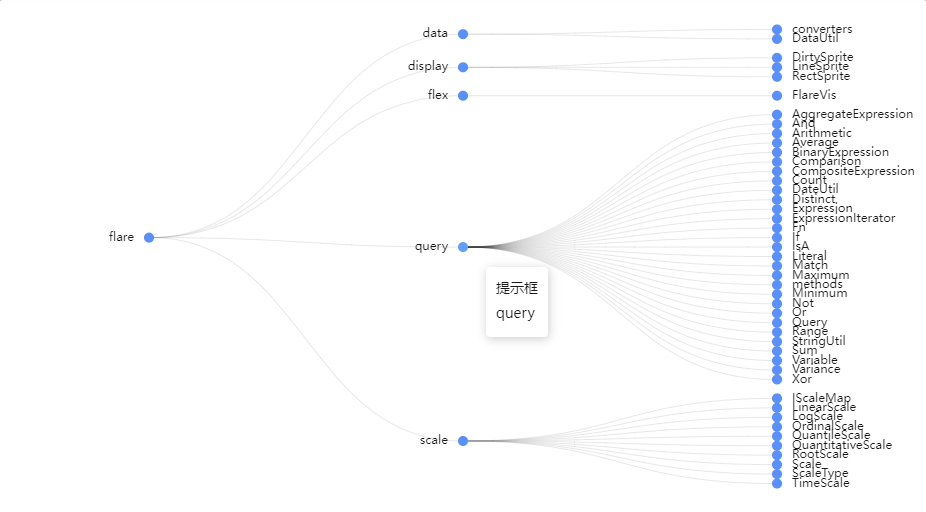 flare
data
display
flex
query
scale
提示框
query
converters
DataUtil
DirtySprite
LineSprite
RectSprite
FlareVis
AggregateExpression
And
Arithmetic
Average
BinaryExpression
Comparison
CompositeExpression
Count
DateUtil
Distinct
Expression
ExpressionIterator
Fn
If
IsA
Literal
Match
Maximum
methods
Minimum
Not
Or
Query
Range
StringUtil
Sum
Variable
Variance
Xor
IScaleMap
LinearScale
LogScale
OrdinalScale
QuantileScale
QuantitativeScale
RootScale
Scale
ScaleType
TimeScale